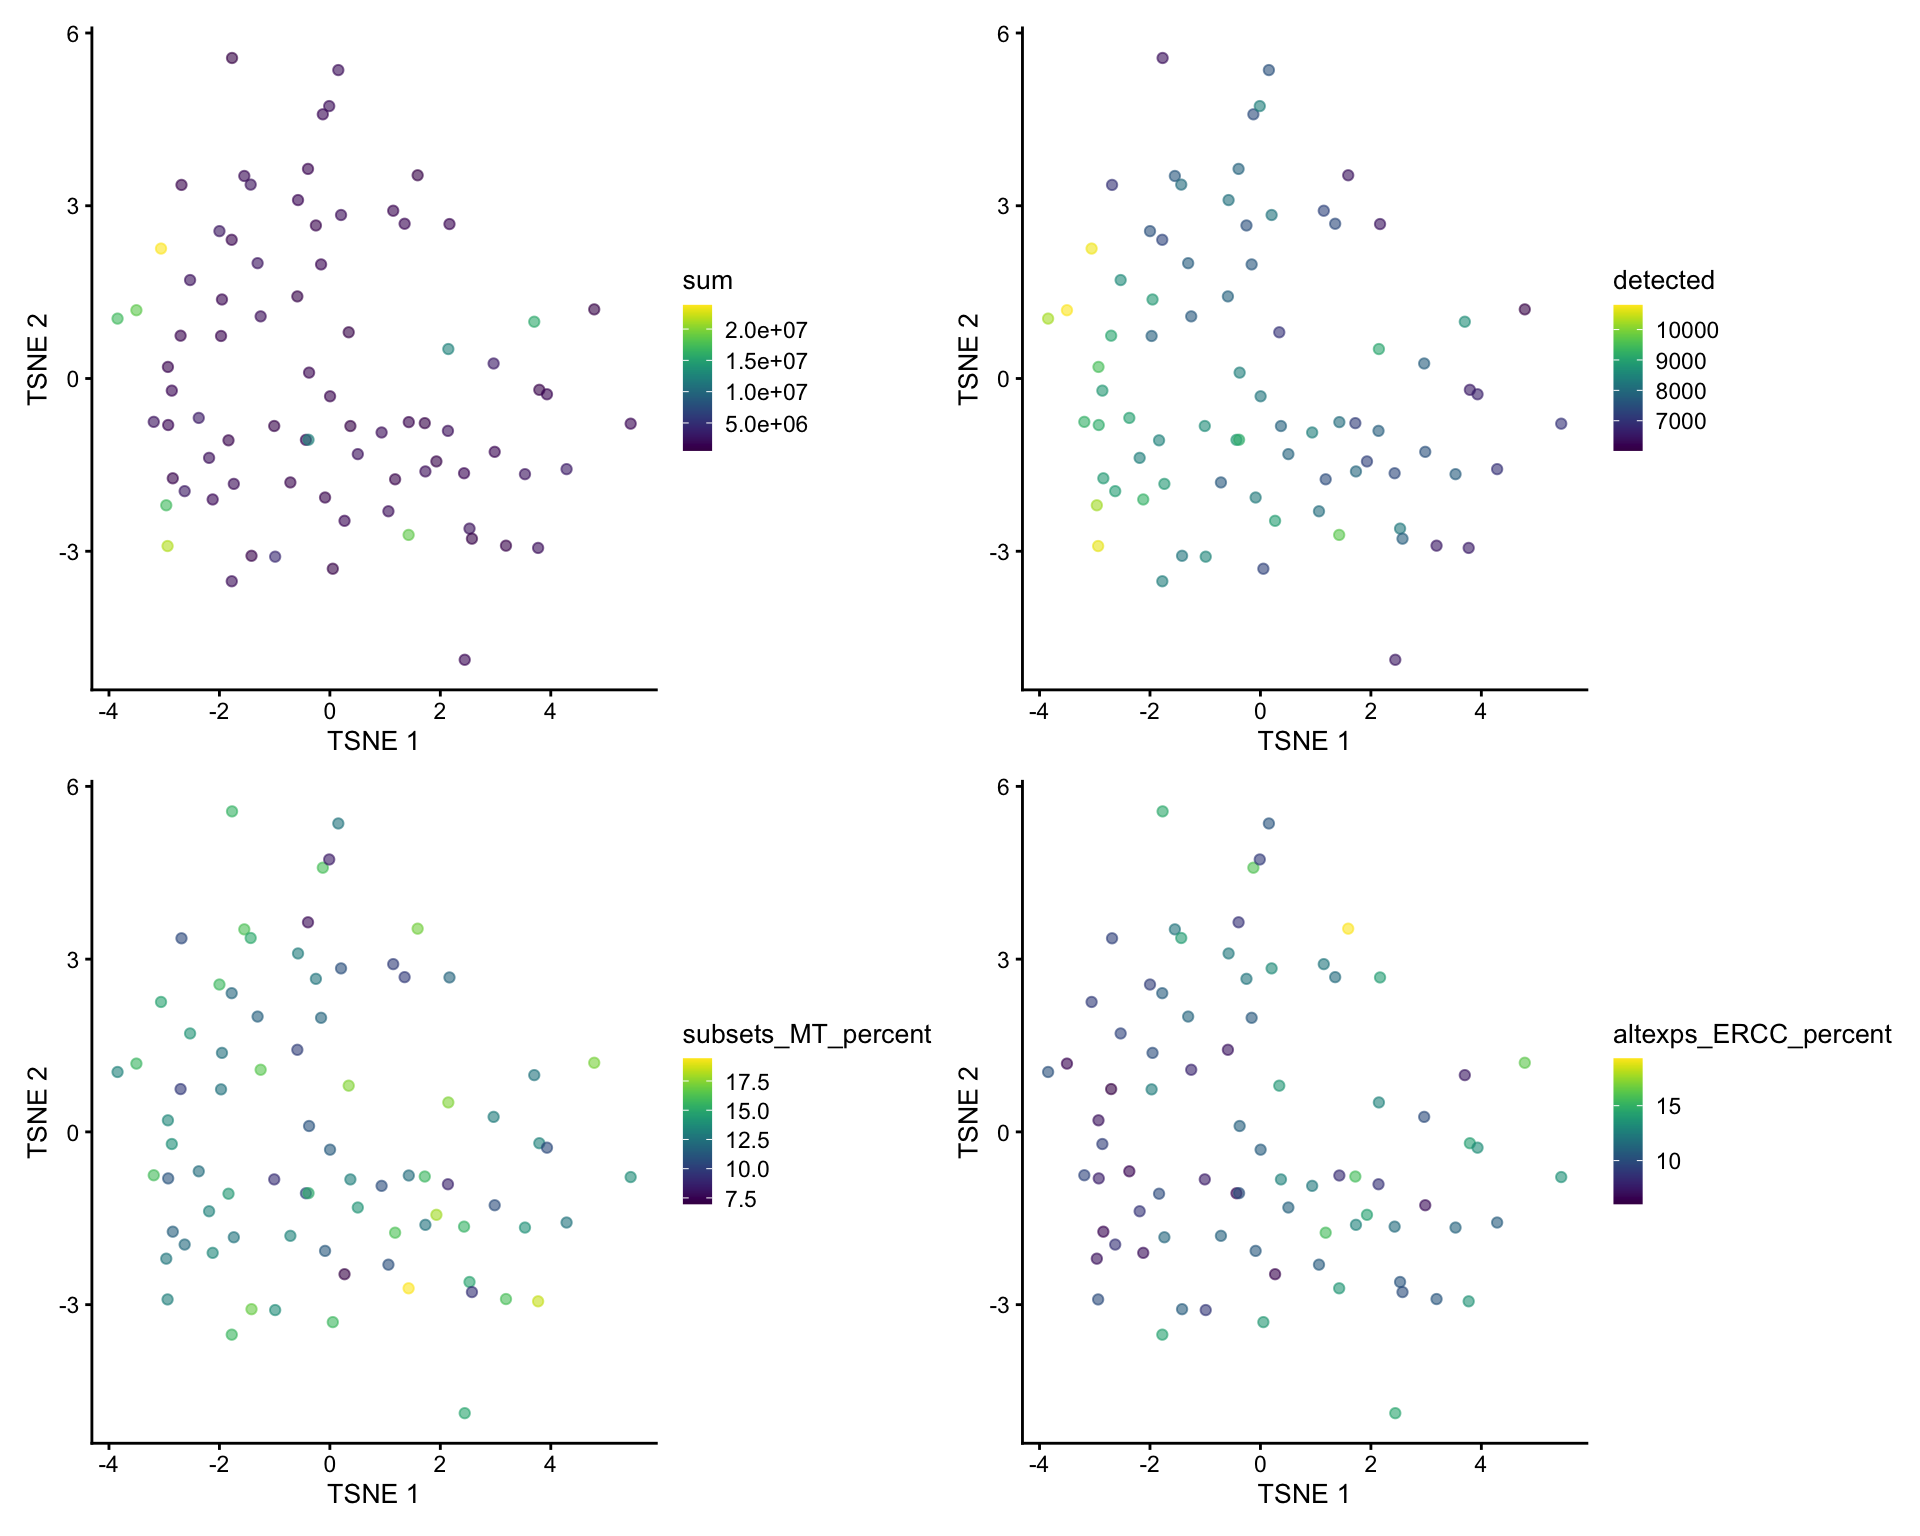 6
3
0
-3
TSNE 2
-4 -2 0 2 4
TSNE 1
sum
2.0e+07
1.5e+07
1.0e+07
5.0e+06
6
3
0
-3
TSNE 2
-4 -2 0 2 4
TSNE 1
detected
10000
9000
8000
7000
6
3
0
-3
TSNE 2
-4 -2 0 2 4
TSNE 1
subsets_MT_percent
17.5
15.0
12.5
10.0
7.5
6
3
0
-3
TSNE 2
-4 -2 0 2 4
TSNE 1
altexps_ERCC_percent
15
10